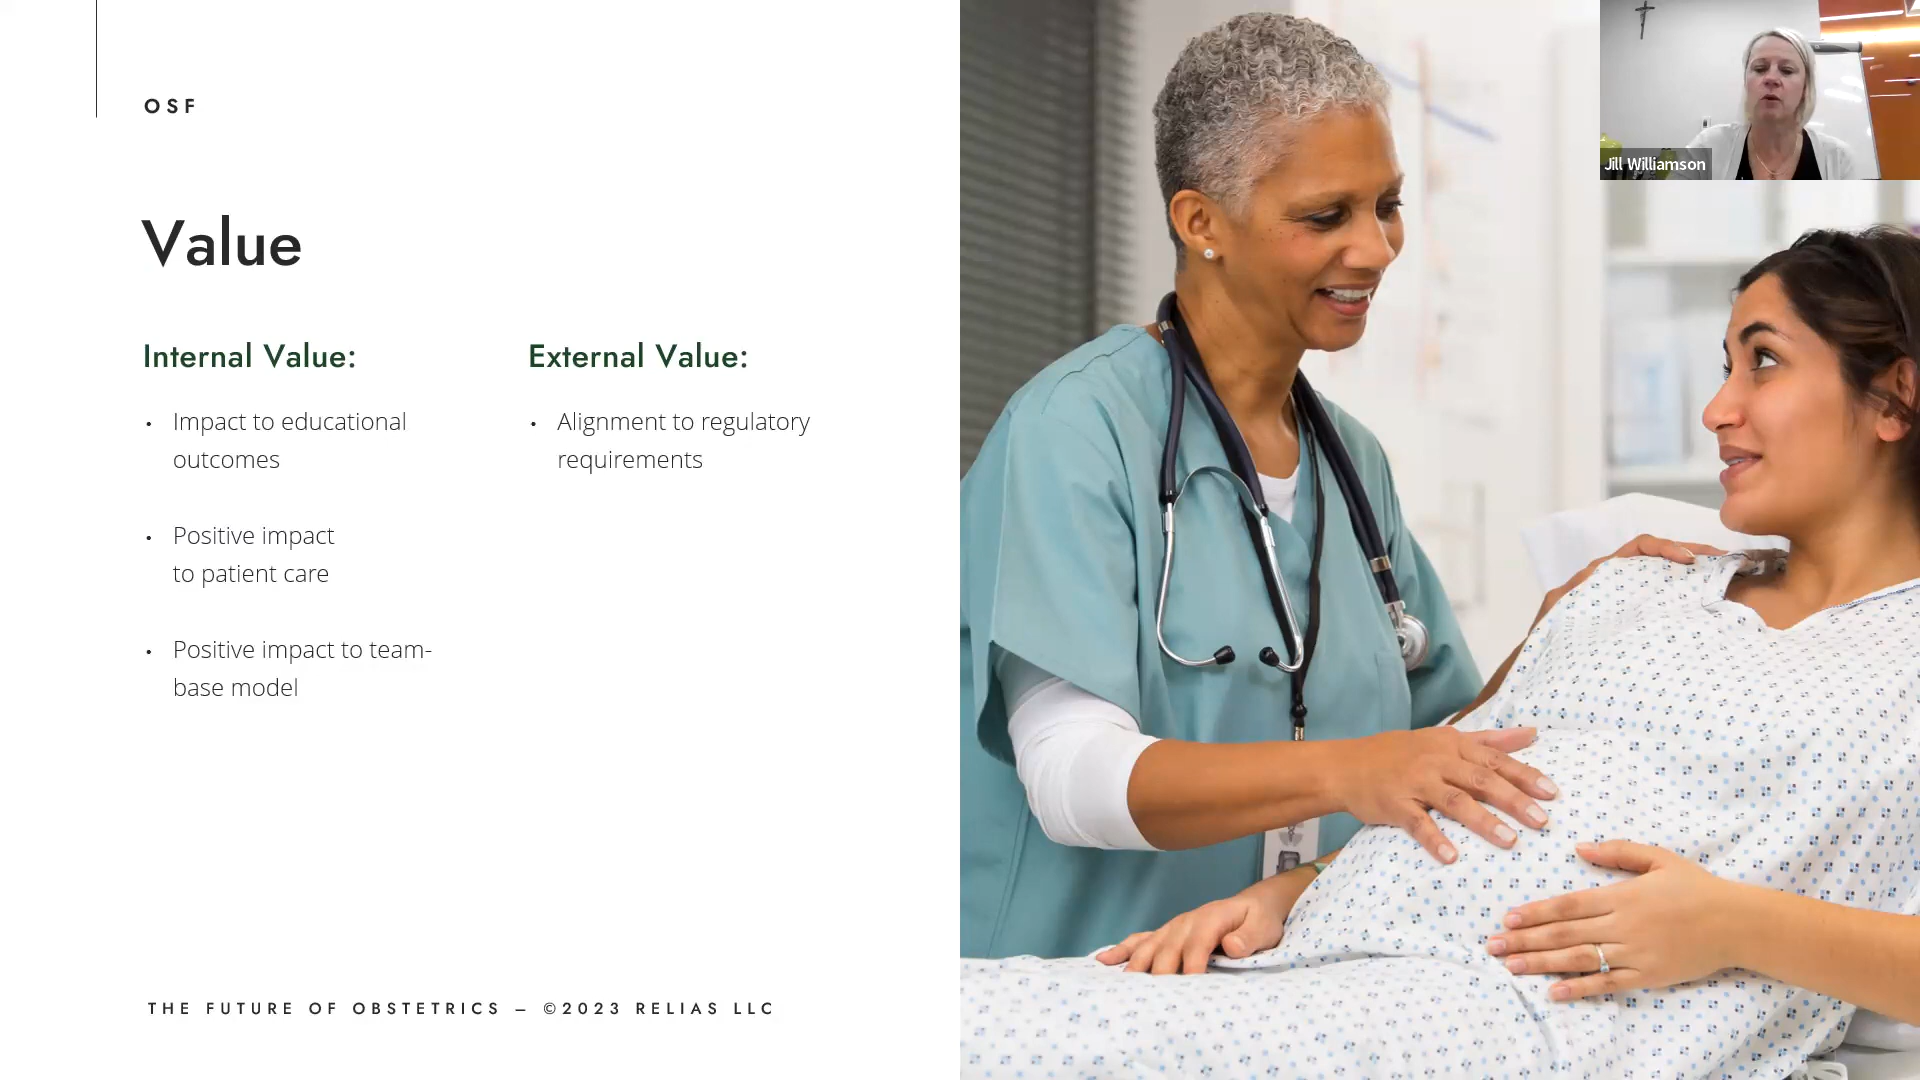 OSF
Value
Internal Value:
• Impact to educational
outcomes
• Positive impact
to patient care
• Positive impact to team-
base model
External Value:
• Alignment to regulatory
requirements
THE FUTURE OF OBSTETRICS – ©2023 RELIAS LLC
Jill Williamson